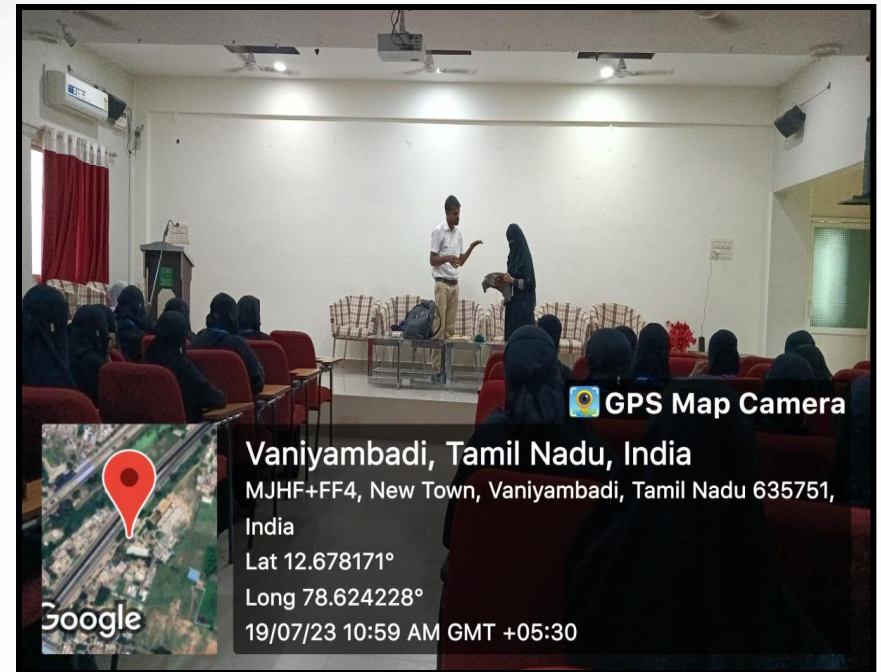 GPS Map Camera
Vaniyambadi, Tamil Nadu, India
MJHF+FF4, New Town, Vaniyambadi, Tamil Nadu 635751,
India
Lat 12.678171°
Long 78.624228°
19/07/23 10:59 AM GMT +05:30
Google